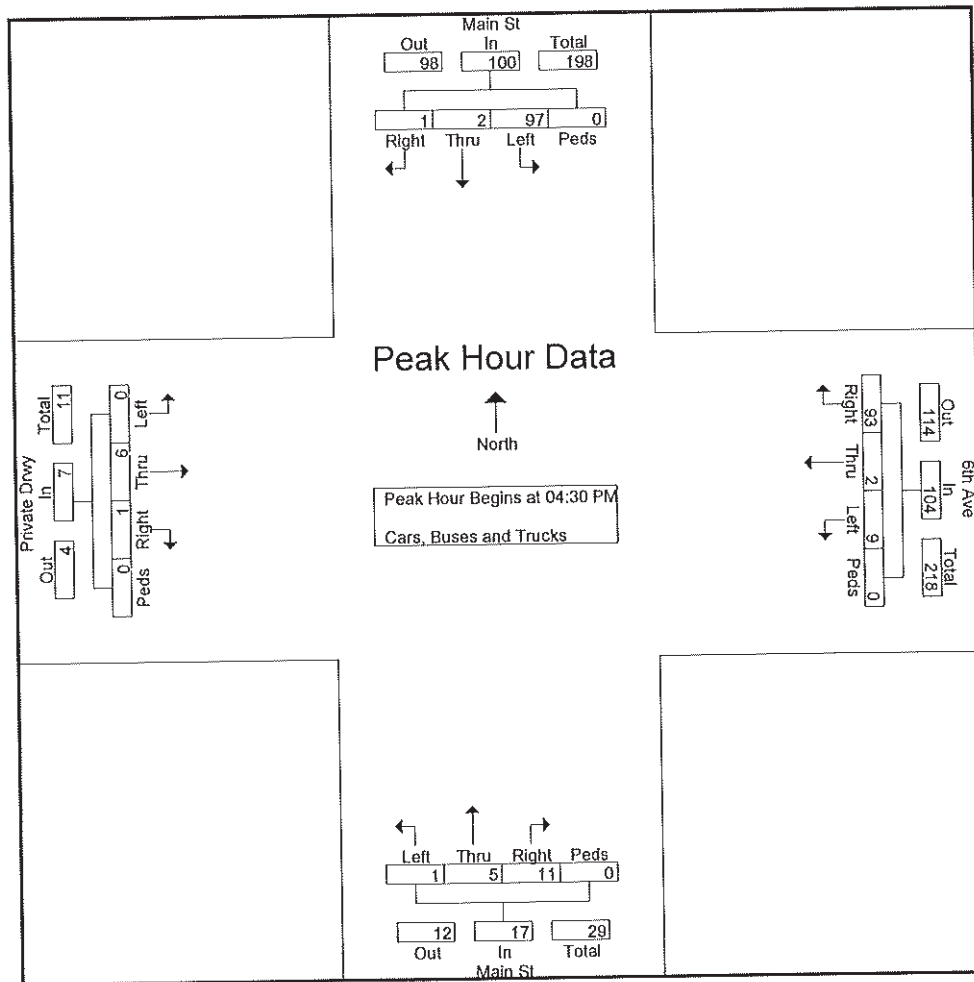 Main St
Out In Total
98 100 198
1 2 97 0
Right Thru Left Peds
Peak Hour Data
North
Peak Hour Begins at 04:30 PM
Cars, Buses and Trucks
Private Drwy
Out In Total
4 7 11
0 1 6 0
Peds Right Thru Left
6th Ave
Out In Total
114 104 218
93 2 9 0
Right Thru Left Peds
Left Thru Right Peds
1 5 11 0
12 17 29
Out In Total
Main St